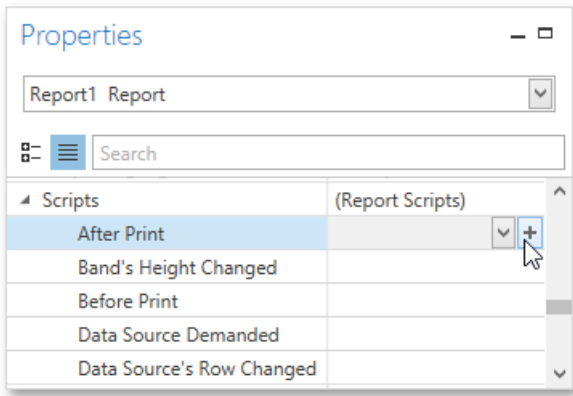 Properties
Report1 Report
Search
Scripts (Report Scripts)
After Print
Band's Height Changed
Before Print
Data Source Demanded
Data Source's Row Changed